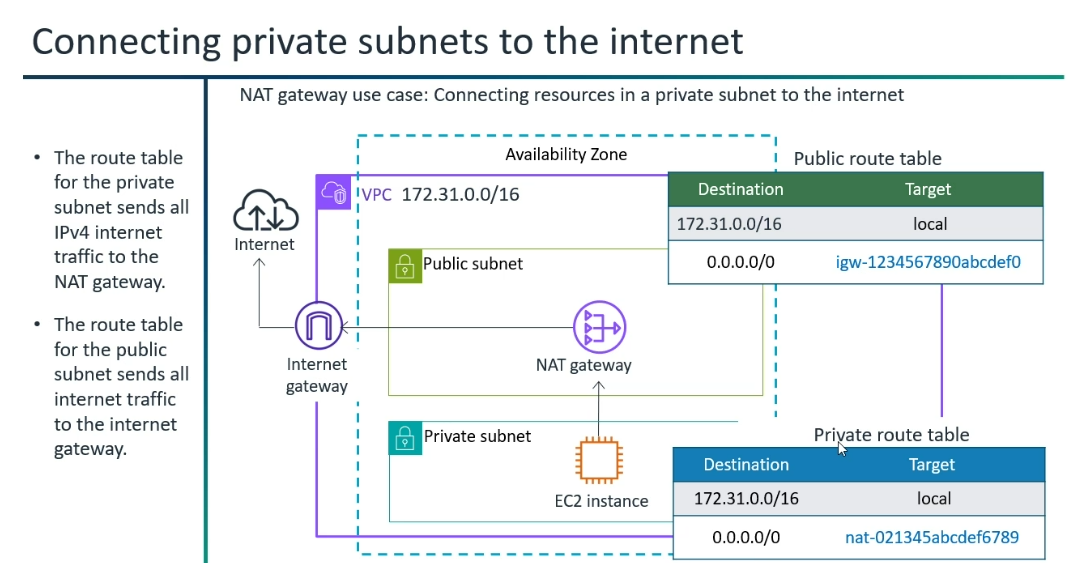 Connecting private subnets to the internet
NAT gateway use case: Connecting resources in a private subnet to the internet
• The route table
for the private
subnet sends all
IPv4 internet
traffic to the
NAT gateway.
• The route table
for the public
subnet sends all
internet traffic
to the internet
gateway.
Availability Zone
VPC 172.31.0.0/16
Internet
Public subnet
NAT gateway
Internet
gateway
Private subnet
EC2 instance
Public route table
Destination Target
172.31.0.0/16 local
0.0.0.0/0 igw-1234567890abcdef0
Private route table
Destination Target
172.31.0.0/16 local
0.0.0.0/0 nat-021345abcdef6789